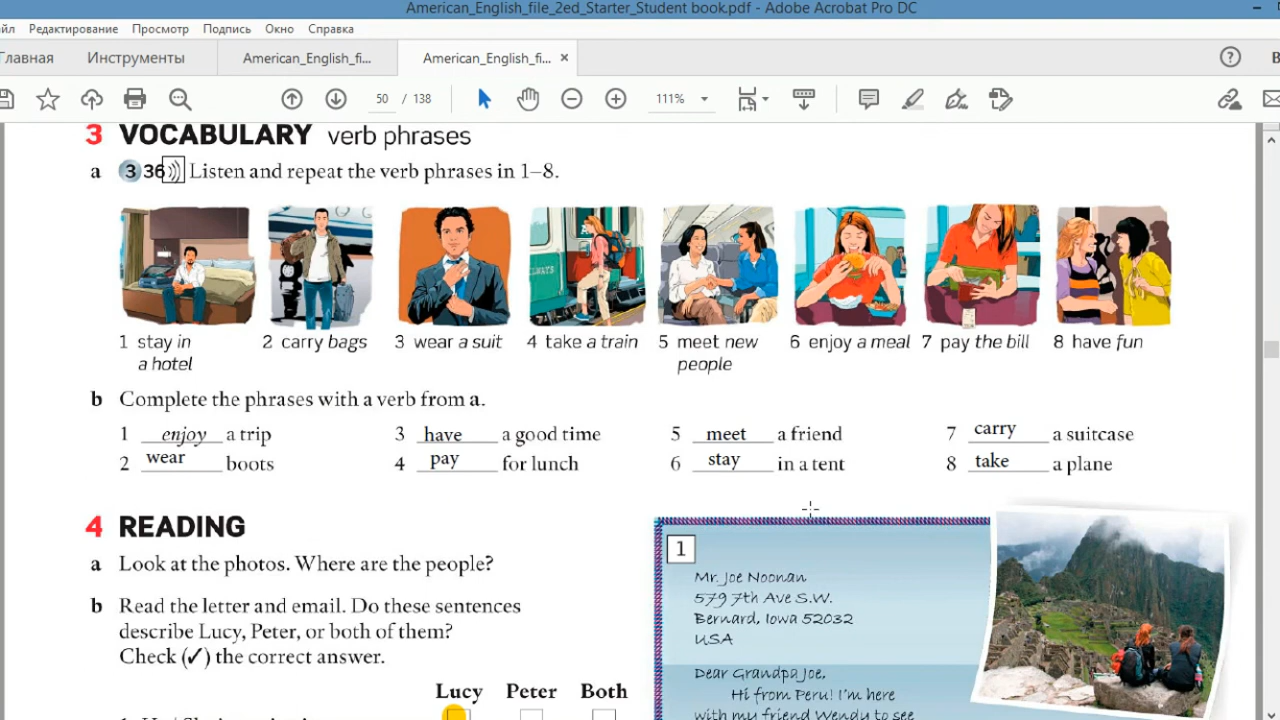 American_English_file_2ed_Starter_Student book.pdf - Adobe Acrobat Pro DC
йл Редактирование Просмотр Подпись Окно Справка
Главная Инструменты American_English_fi... American_English_fi... ×
50 / 138 111%
3 VOCABULARY verb phrases
a 3 36 Listen and repeat the verb phrases in 1–8.
1 stay in a hotel
2 carry bags
3 wear a suit
4 take a train
5 meet new people
6 enjoy a meal
7 pay the bill
8 have fun
b Complete the phrases with a verb from a.
1 enjoy a trip 3 have a good time 5 meet a friend 7 carry a suitcase
2 wear boots 4 pay for lunch 6 stay in a tent 8 take a plane
4 READING
a Look at the photos. Where are the people?
b Read the letter and email. Do these sentences
describe Lucy, Peter, or both of them?
Check (✓) the correct answer.
Lucy Peter Both
1
Mr. Joe Noonan
579 7th Ave S.W.
Bernard, Iowa 52032
USA
Dear Grandpa Joe,
Hi from Peru! I'm here
with my friend Wendy to see